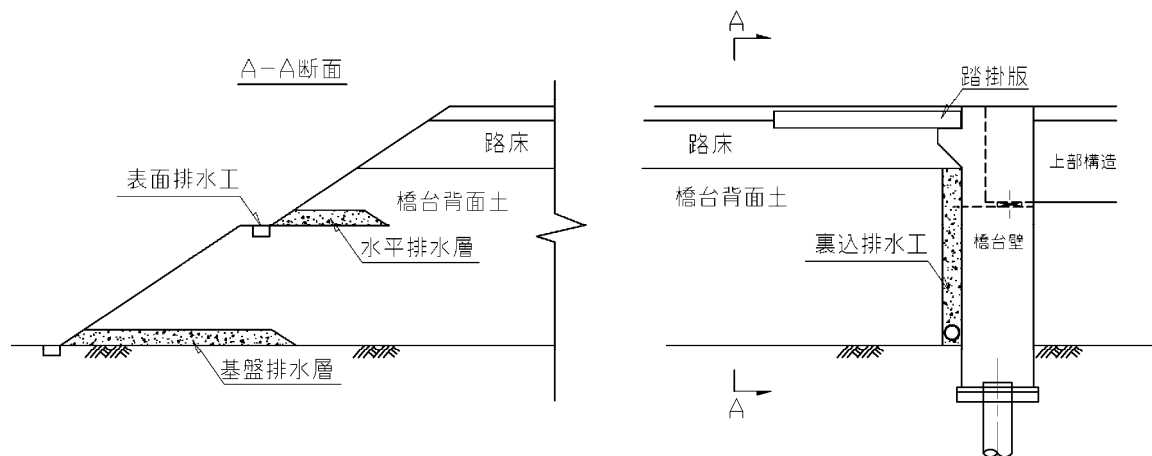 A－A断面
路床
表面排水工
橋台背面土
水平排水層
基盤排水層
A
踏掛版
路床
上部構造
橋台背面土
裏込排水工
橋台壁
A